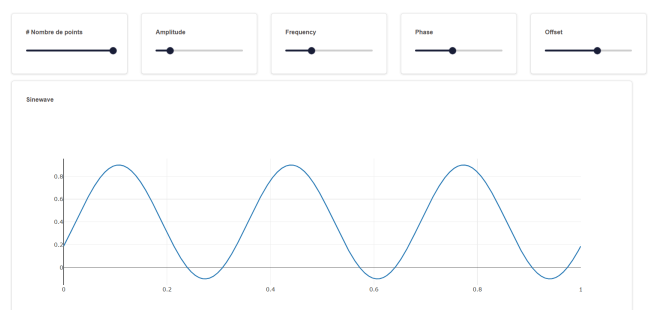 # Nombre de points
Amplitude
Frequency
Phase
Offset
Sinewave
0.8
0.6
0.4
0.2
0
0
0.2
0.4
0.6
0.8
1